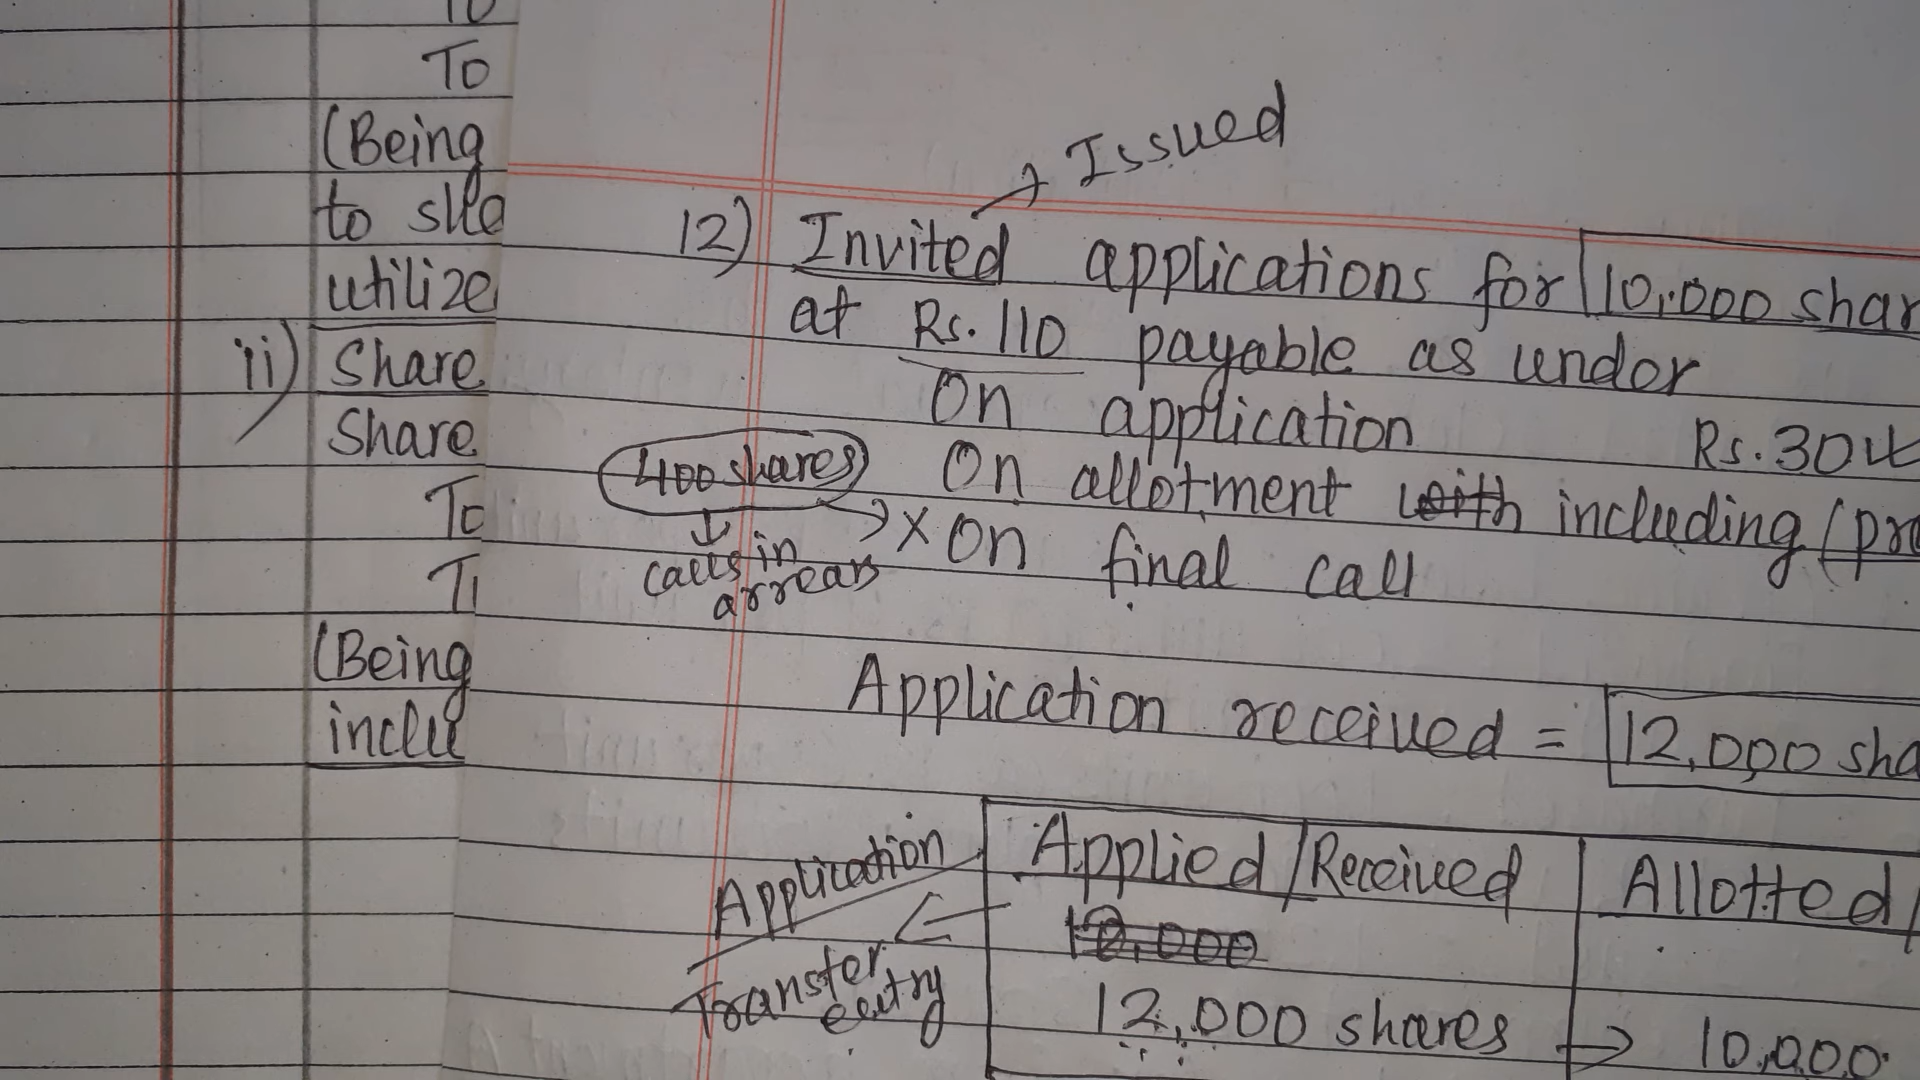 To
To
(Being
to sha
utilize
ii) Share
Share
To
(Being
inclu
Issued
12) Invited applications for 10,000 shar
at Rs. 110 payable as under
On application Rs. 30
400 shares On allotment with including (pr
calls in arrears X On final call
Application received = 12,000 sha
Application Applied/Received Allotted/
10,000
Transfer entry 12,000 shares → 10,000